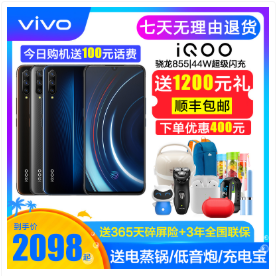 vivo
七天无理由退货
今日购机送100元话费
iQOO
骁龙855|44W超级闪充
送1200元礼
顺丰包邮
下单优惠400元
iQOO
送365天碎屏险+3年全国联保
2098起
送电蒸锅/低音炮/充电宝